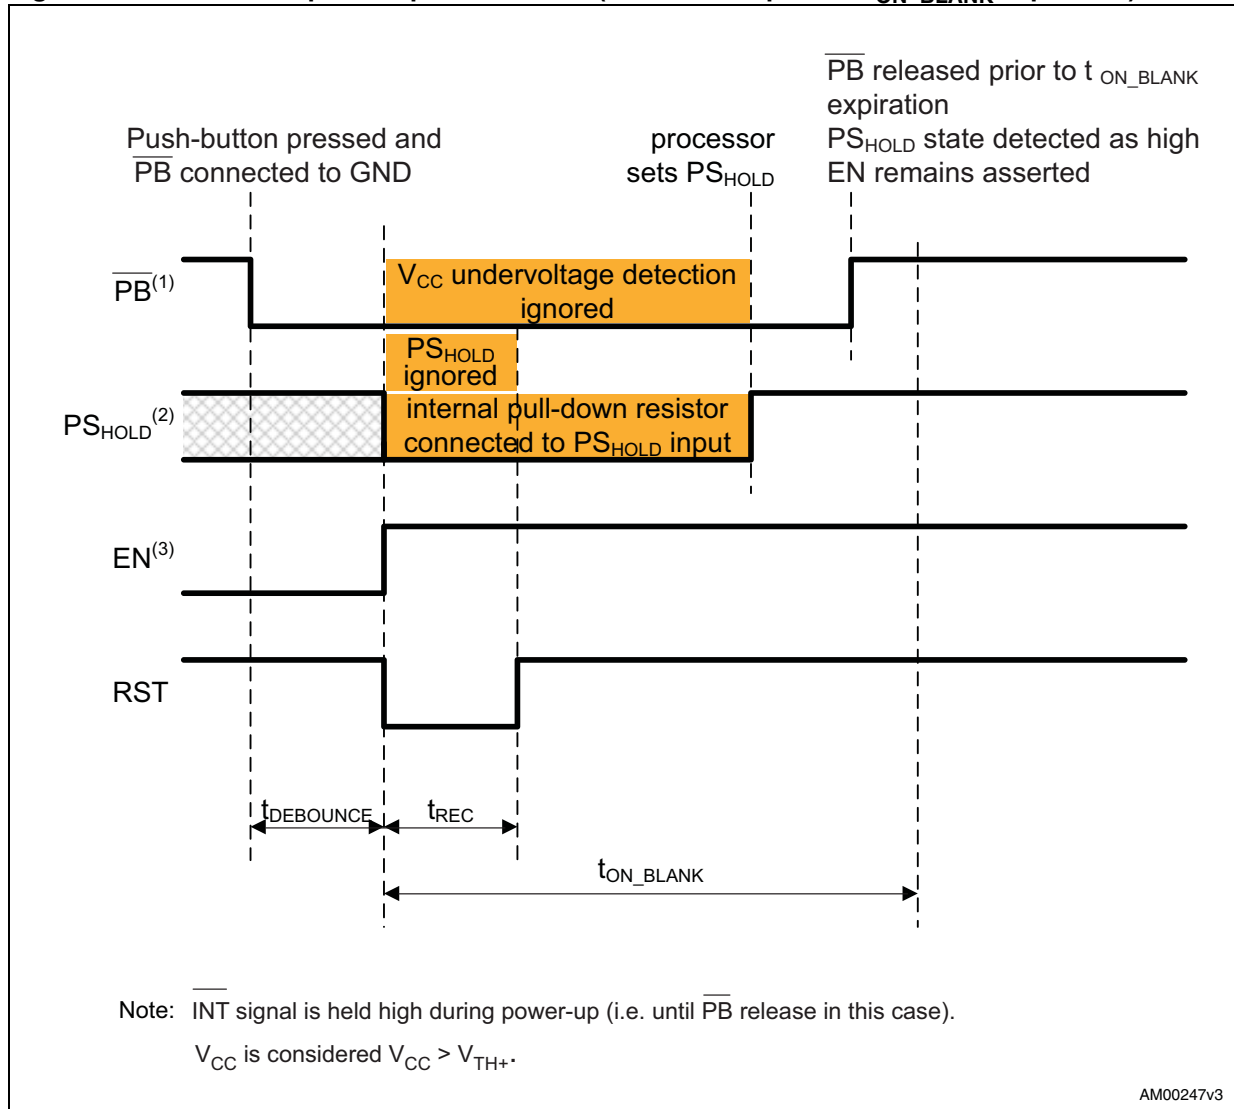 PB released prior to t ON_BLANK
expiration
PSHOLD state detected as high
EN remains asserted
Push-button pressed and
PB connected to GND
processor
sets PSHOLD
PB(1)
VCC undervoltage detection
ignored
PSHOLD
ignored
PSHOLD(2)
internal pull-down resistor
connected to PSHOLD input
EN(3)
RST
tDEBOUNCE
tREC
tON_BLANK
Note: INT signal is held high during power-up (i.e. until PB release in this case).
VCC is considered VCC > VTH+.
AM00247v3